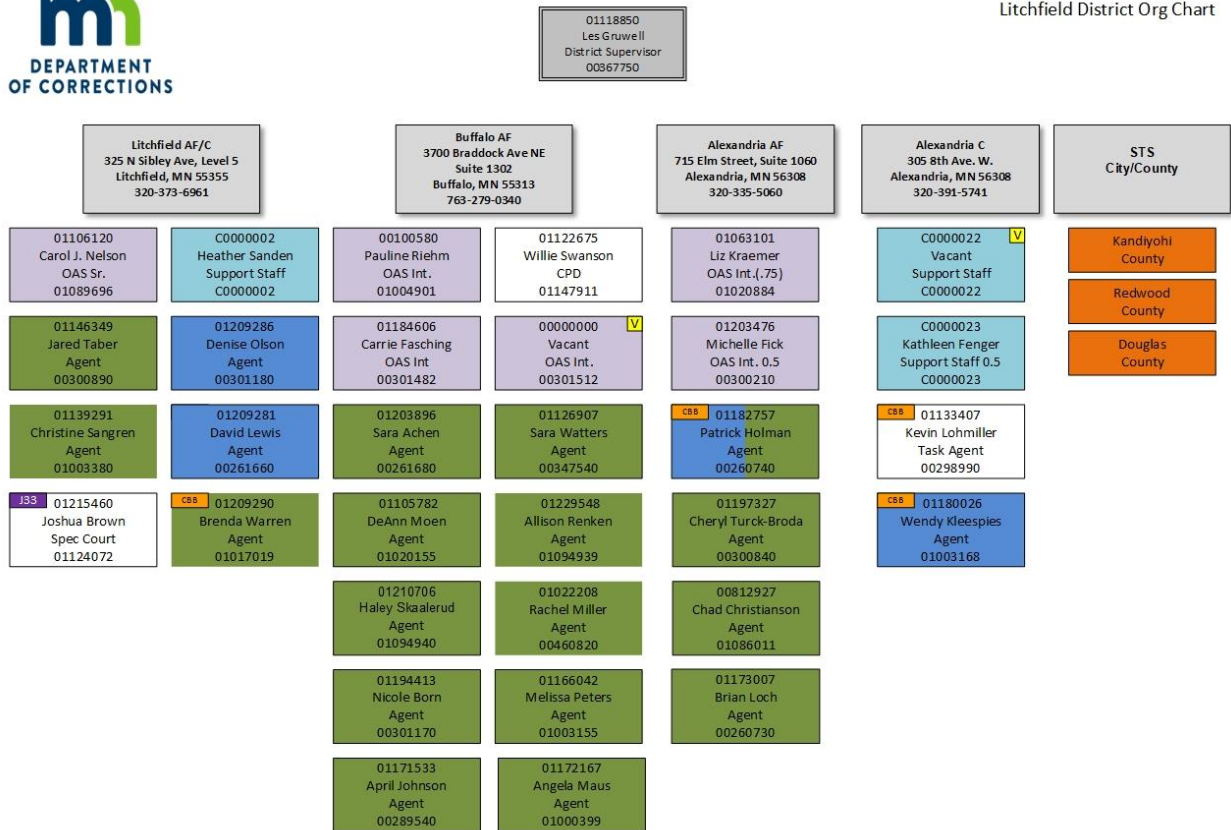 DEPARTMENT
OF CORRECTIONS
Litchfield District Org Chart
01118850
Les Gruwell
District Supervisor
00367750
Litchfield AF/C
325 N Sibley Ave, Level 5
Litchfield, MN 55355
320-373-6961
Buffalo AF
3700 Braddock Ave NE
Suite 1302
Buffalo, MN 55313
763-279-0340
Alexandria AF
715 Elm Street, Suite 1060
Alexandria, MN 56308
320-335-5060
Alexandria C
305 8th Ave. W.
Alexandria, MN 56308
320-391-5741
STS
City/County
01106120
Carol J. Nelson
OAS Sr.
01089696
C0000002
Heather Sanden
Support Staff
C0000002
00100580
Pauline Riehm
OAS Int.
01004901
01122675
Willie Swanson
CPD
01147911
01063101
Liz Kraemer
OAS Int.(.75)
01020884
C0000022
V
Vacant
Support Staff
C0000022
Kandiyohi
County
Redwood
County
Douglas
County
01146349
Jared Taber
Agent
00300890
01209286
Denise Olson
Agent
00301180
01184606
Carrie Fasching
OAS Int
00301482
00000000
V
Vacant
OAS Int.
00301512
01203476
Michelle Fick
OAS Int. 0.5
00300210
C0000023
Kathleen Fenger
Support Staff 0.5
C0000023
01139291
Christine Sangren
Agent
01003380
01209281
David Lewis
Agent
00261660
01203896
Sara Achen
Agent
00261680
01126907
Sara Watters
Agent
00347540
CBB
01182757
Patrick Holman
Agent
00260740
CBB
01133407
Kevin Lohmiller
Task Agent
00298990
J33
01215460
Joshua Brown
Spec Court
01124072
CBB
01209290
Brenda Warren
Agent
01017019
01105782
DeAnn Moen
Agent
01020155
01229548
Allison Renken
Agent
01094939
01197327
Cheryl Turck-Broda
Agent
00300840
CBB
01180026
Wendy Kleespies
Agent
01003168
01210706
Haley Skaalerud
Agent
01094940
01022208
Rachel Miller
Agent
00460820
00812927
Chad Christianson
Agent
01086011
01194413
Nicole Born
Agent
00301170
01166042
Melissa Peters
Agent
01003155
01173007
Brian Loch
Agent
00260730
01171533
April Johnson
Agent
00289540
01172167
Angela Maus
Agent
01000399